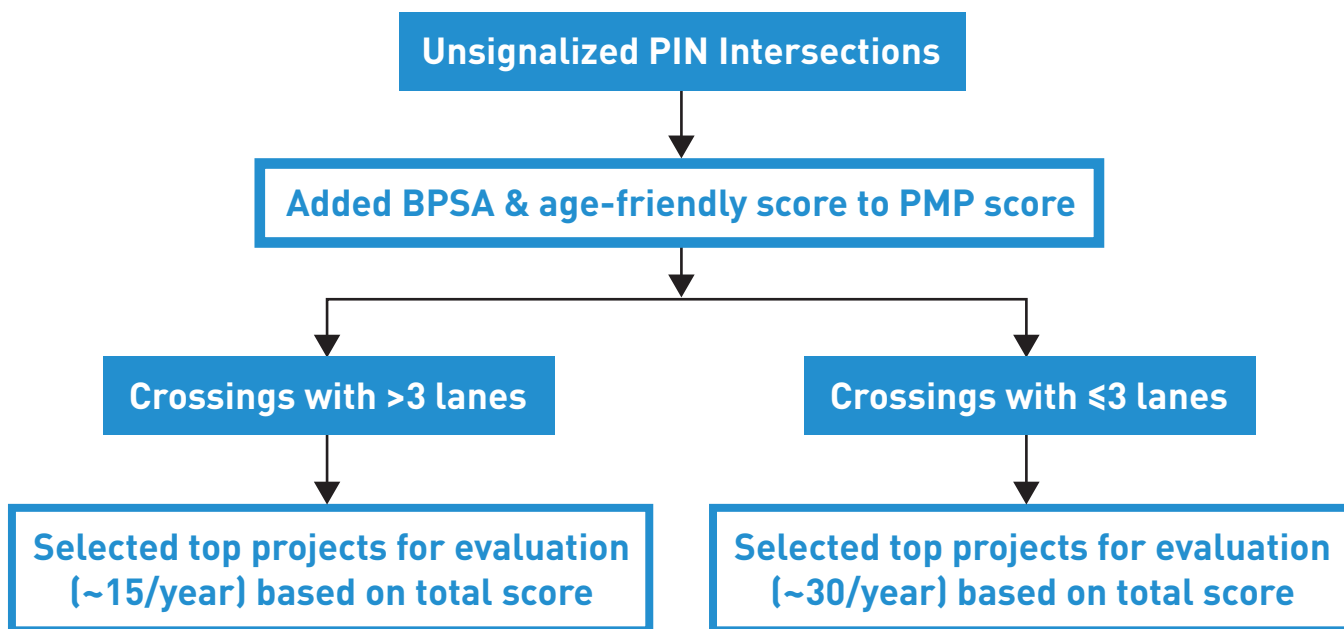 Unsignalized PIN Intersections
Added BPSA & age-friendly score to PMP score
Crossings with >3 lanes
Crossings with ≤3 lanes
Selected top projects for evaluation
(~15/year) based on total score
Selected top projects for evaluation
(~30/year) based on total score